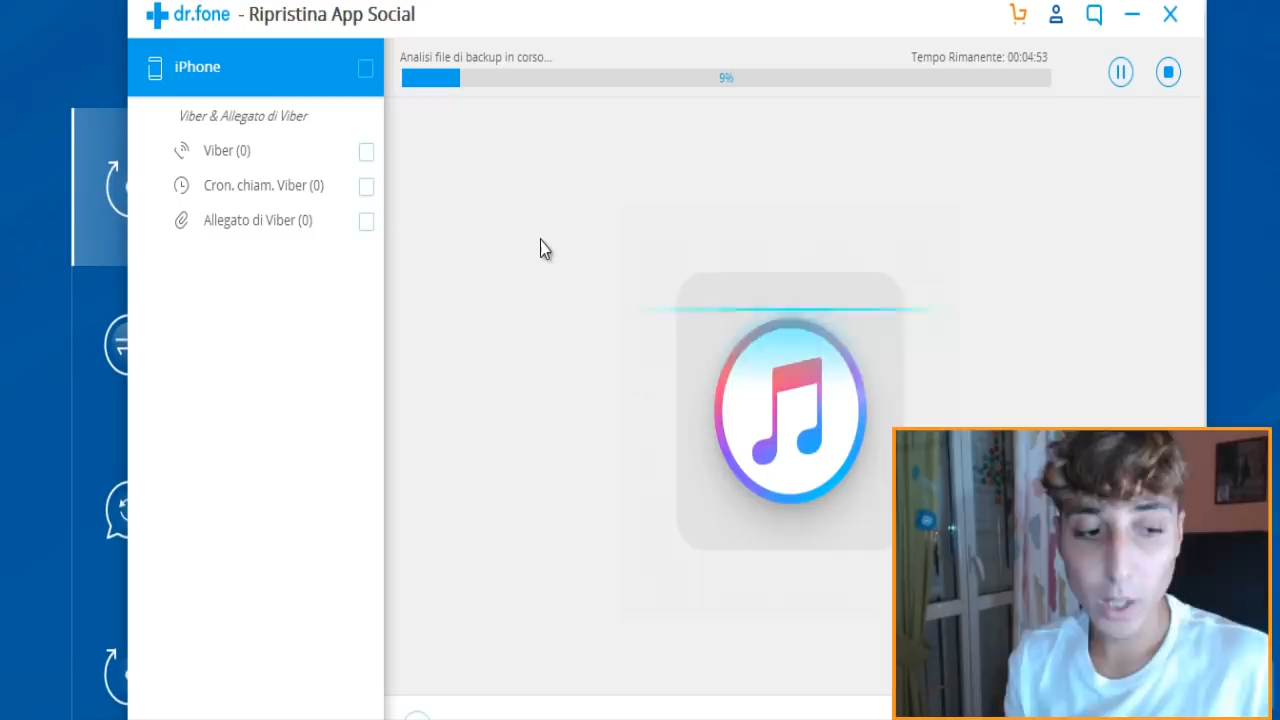 dr.fone - Ripristina App Social
iPhone
Analisi file di backup in corso...
Tempo Rimanente: 00:04:53
9%
Viber & Allegato di Viber
Viber (0)
Cron. chiam. Viber (0)
Allegato di Viber (0)